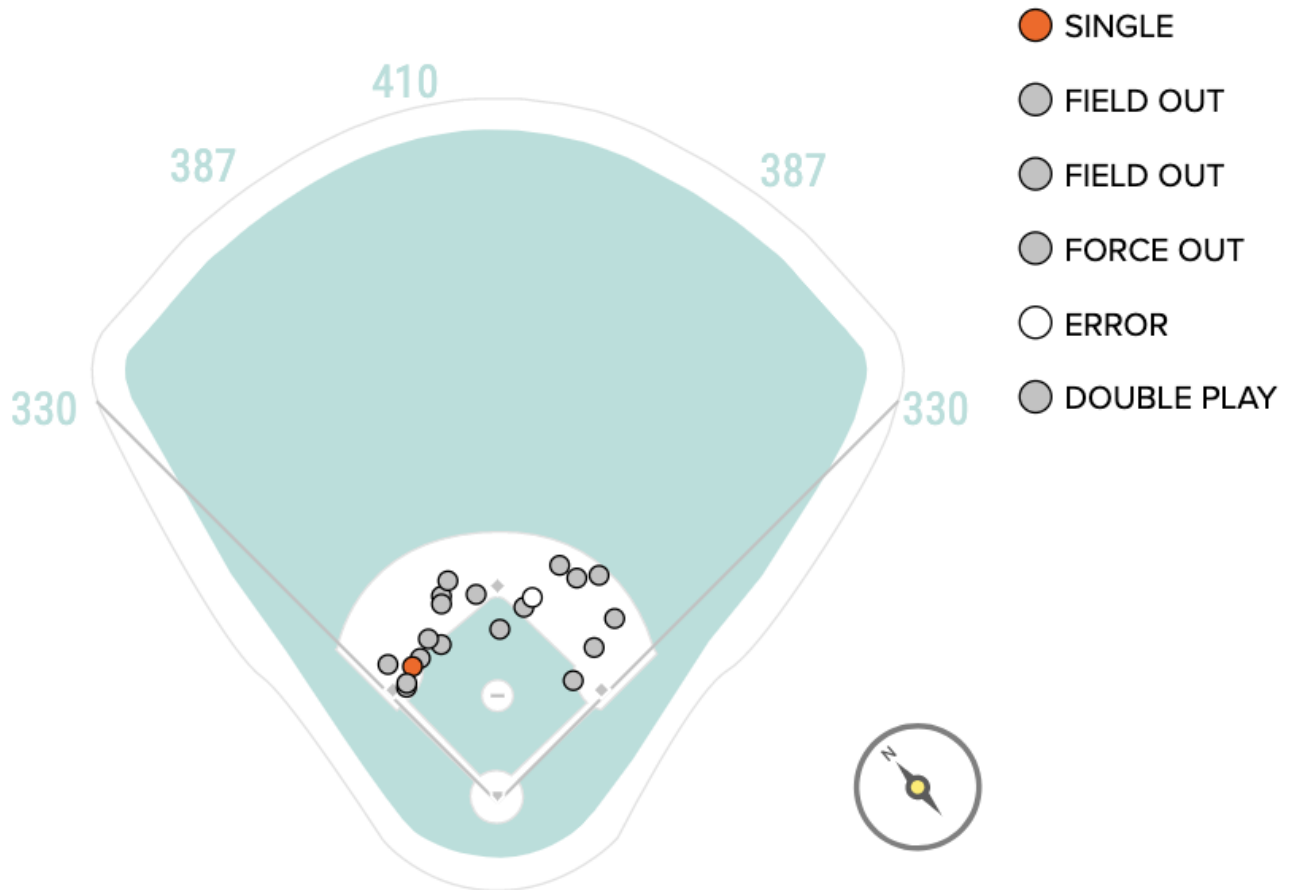 SINGLE
410
FIELD OUT
387
387
FIELD OUT
FORCE OUT
ERROR
330
330
DOUBLE PLAY
N